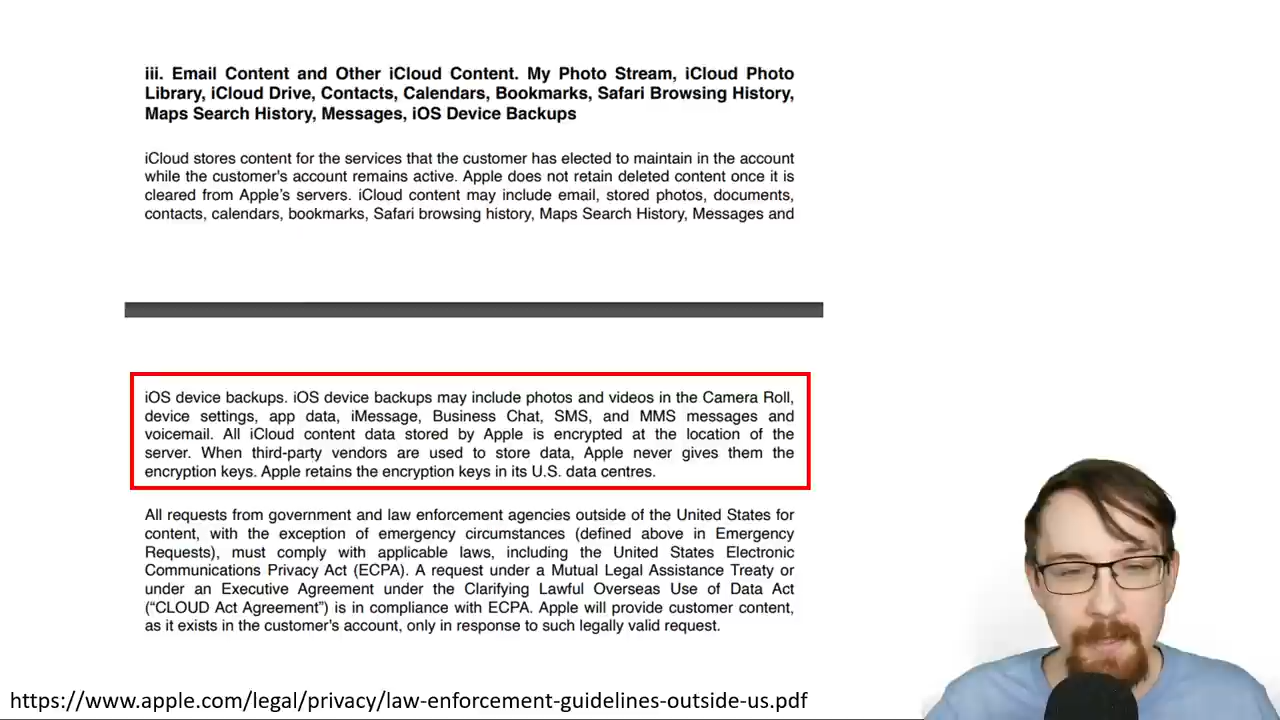 iii. Email Content and Other iCloud Content. My Photo Stream, iCloud Photo
Library, iCloud Drive, Contacts, Calendars, Bookmarks, Safari Browsing History,
Maps Search History, Messages, iOS Device Backups
iCloud stores content for the services that the customer has elected to maintain in the account
while the customer's account remains active. Apple does not retain deleted content once it is
cleared from Apple's servers. iCloud content may include email, stored photos, documents,
contacts, calendars, bookmarks, Safari browsing history, Maps Search History, Messages and
iOS device backups. iOS device backups may include photos and videos in the Camera Roll,
device settings, app data, iMessage, Business Chat, SMS, and MMS messages and
voicemail. All iCloud content data stored by Apple is encrypted at the location of the
server. When third-party vendors are used to store data, Apple never gives them the
encryption keys. Apple retains the encryption keys in its U.S. data centres.
All requests from government and law enforcement agencies outside of the United States for
content, with the exception of emergency circumstances (defined above in Emergency
Requests), must comply with applicable laws, including the United States Electronic
Communications Privacy Act (ECPA). A request under a Mutual Legal Assistance Treaty or
under an Executive Agreement under the Clarifying Lawful Overseas Use of Data Act
(“CLOUD Act Agreement”) is in compliance with ECPA. Apple will provide customer content,
as it exists in the customer's account, only in response to such legally valid request.
https://www.apple.com/legal/privacy/law-enforcement-guidelines-outside-us.pdf